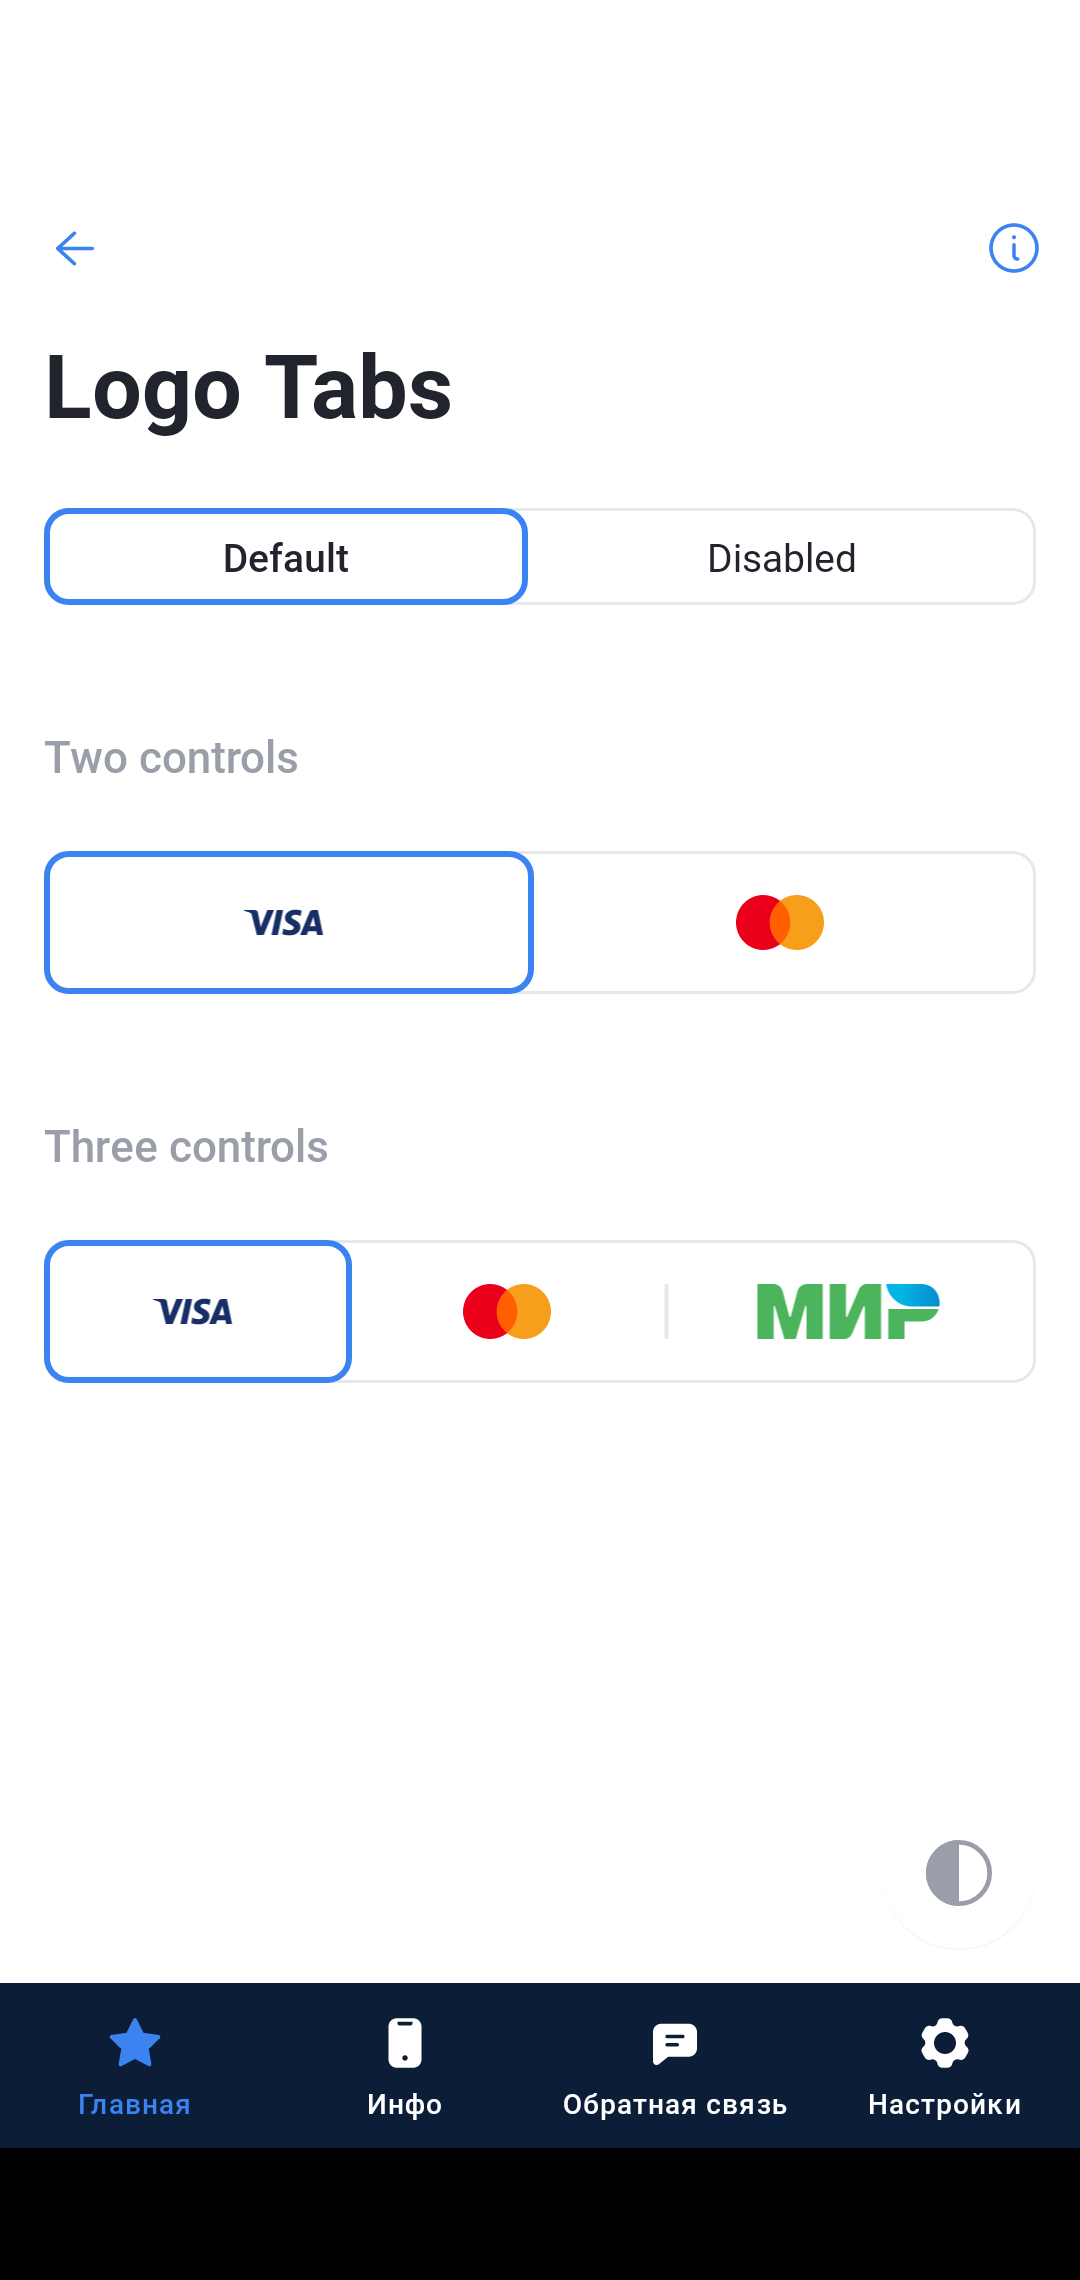 Logo Tabs
Default Disabled
Two controls
VISA
Three controls
VISA МИР
Главная Инфо Обратная связь Настройки